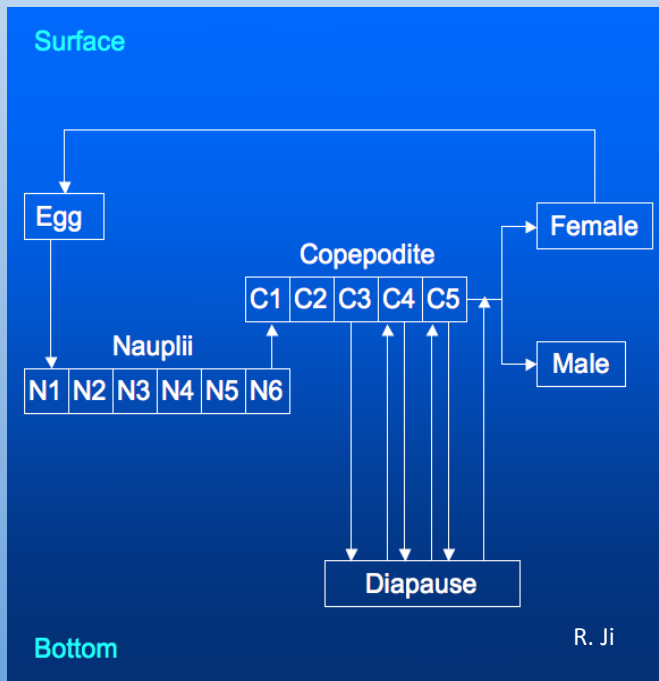 Surface
Egg
Female
Copepodite
C1 C2 C3 C4 C5
Nauplii
Male
N1 N2 N3 N4 N5 N6
Diapause
R. Ji
Bottom